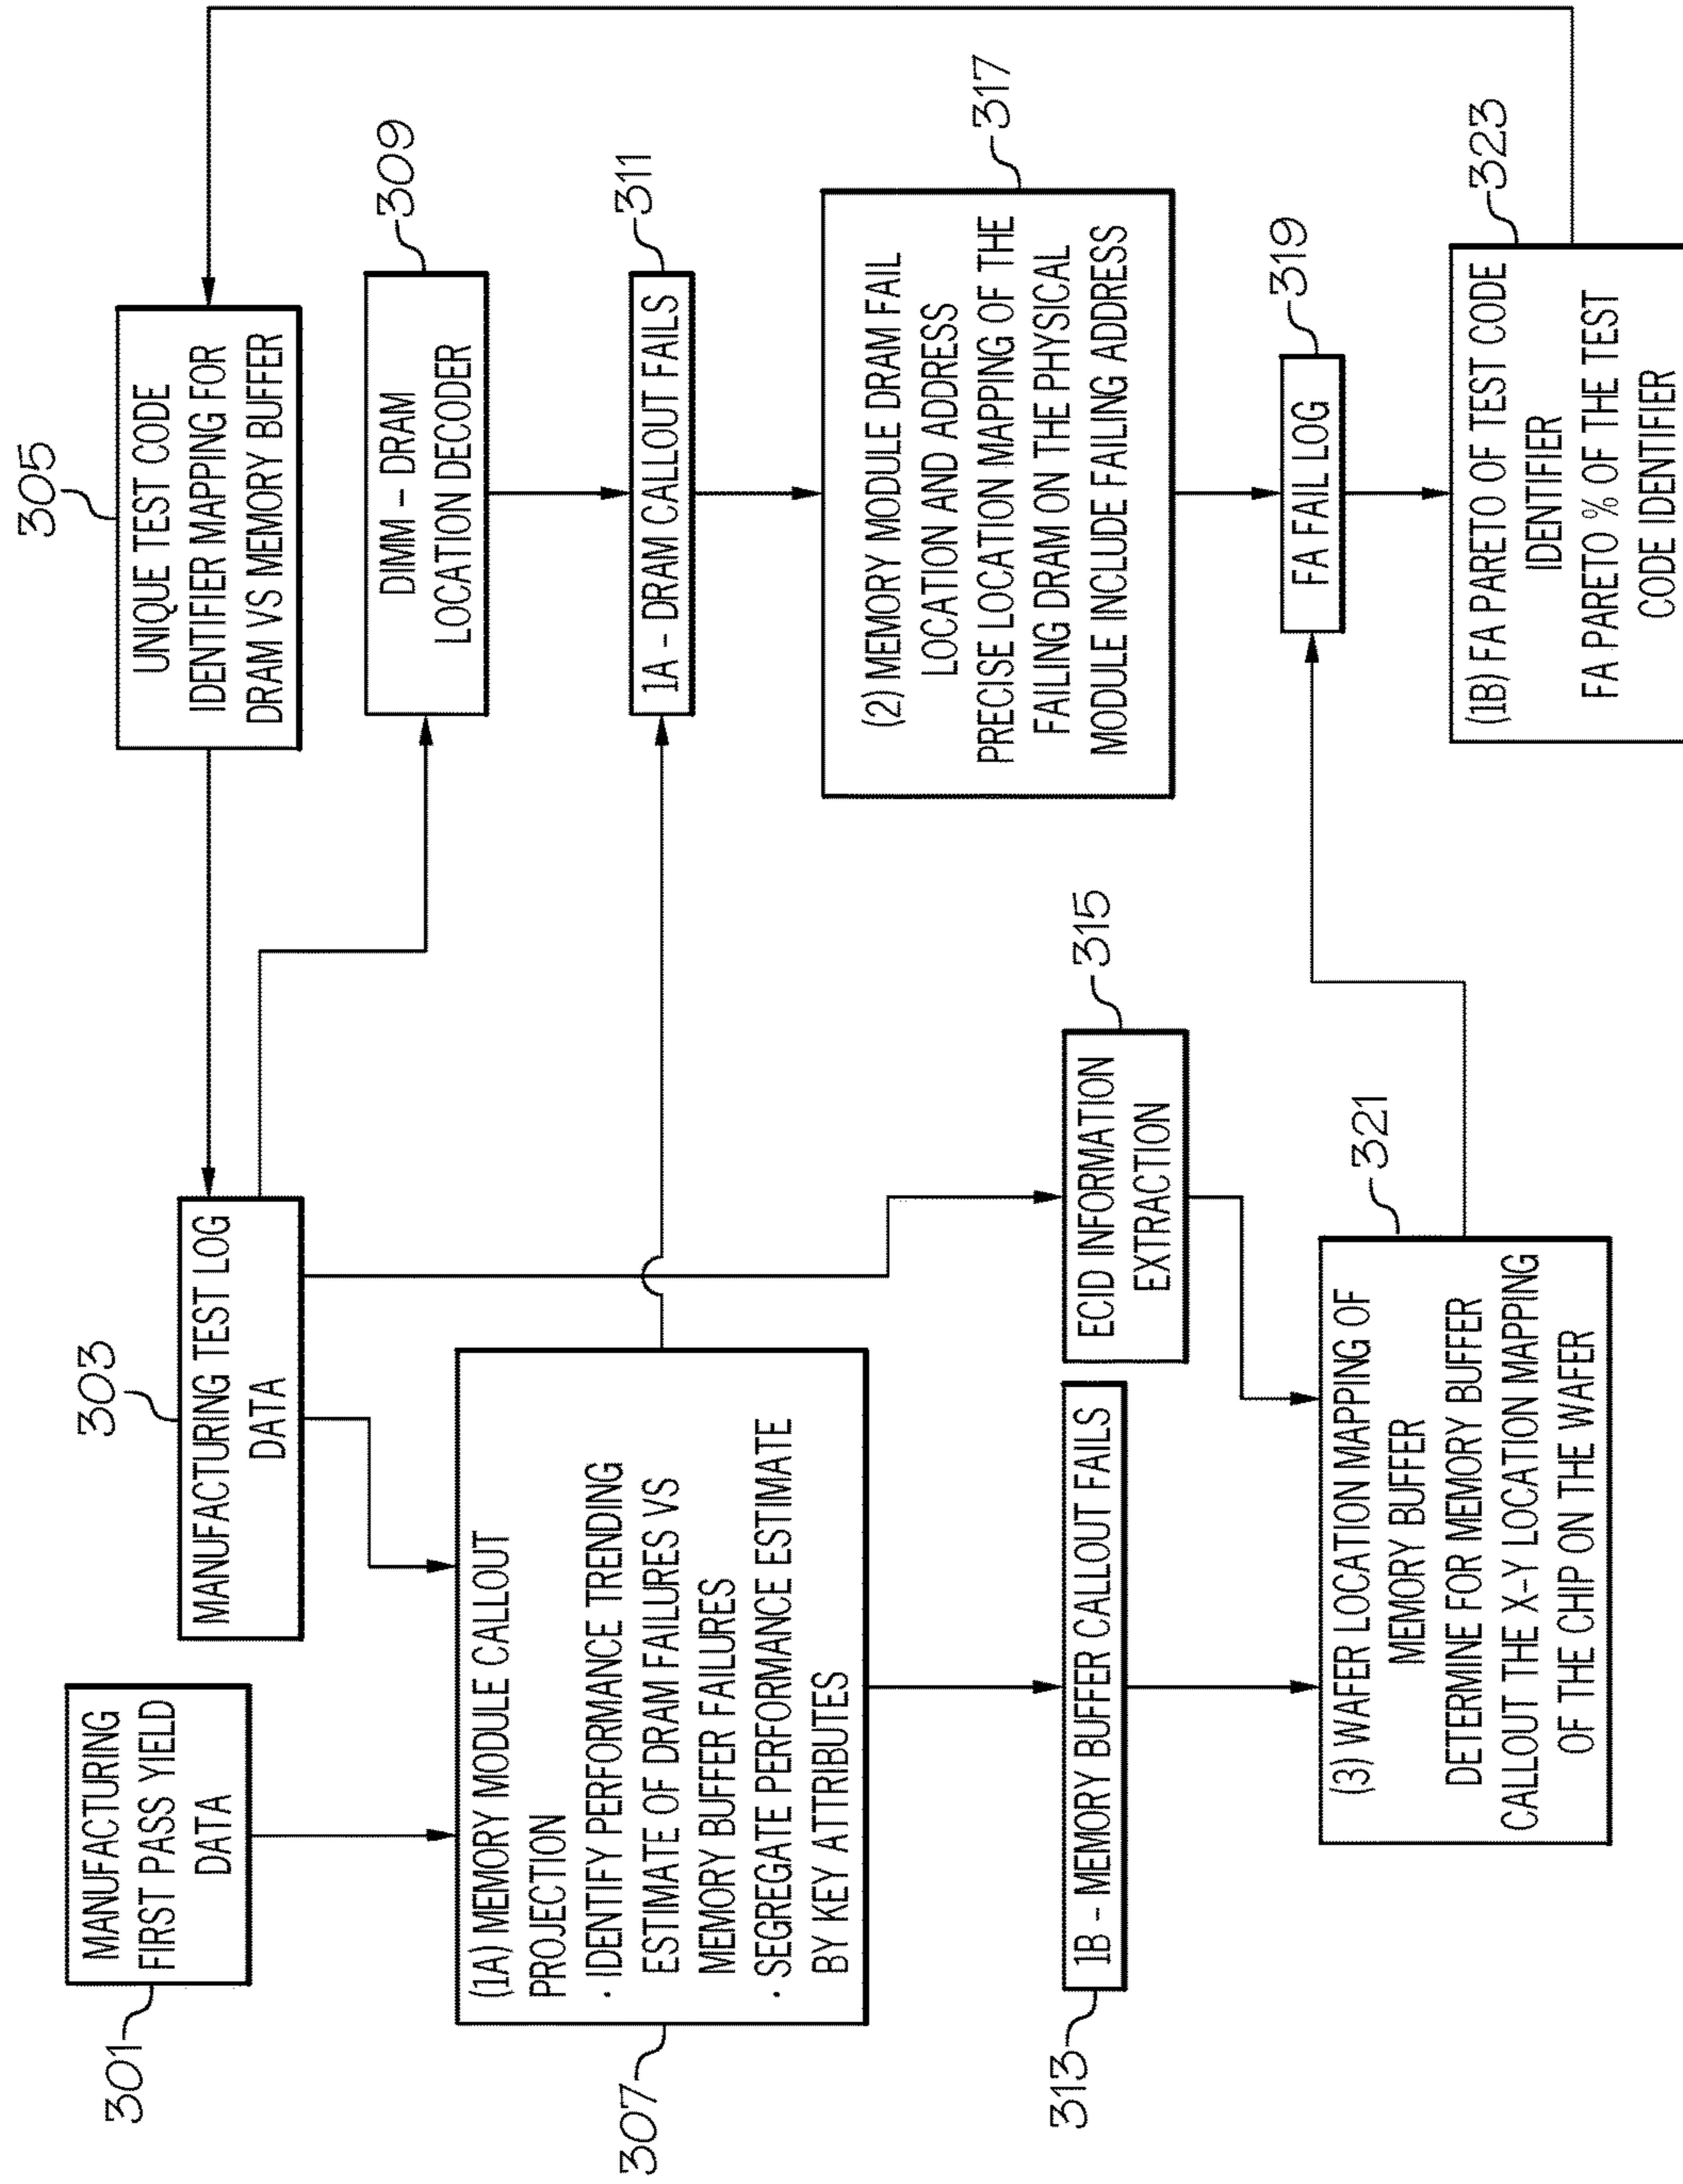 301
MANUFACTURING
FIRST PASS YIELD
DATA
303
MANUFACTURING TEST LOG
DATA
305
UNIQUE TEST CODE
IDENTIFIER MAPPING FOR
DRAM VS MEMORY BUFFER
307
(1A) MEMORY MODULE CALLOUT
PROJECTION
· IDENTIFY PERFORMANCE TRENDING
ESTIMATE OF DRAM FAILURES VS
MEMORY BUFFER FAILURES
· SEGREGATE PERFORMANCE ESTIMATE
BY KEY ATTRIBUTES
309
DIMM – DRAM
LOCATION DECODER
311
1A – DRAM CALLOUT FAILS
313
1B – MEMORY BUFFER CALLOUT FAILS
315
ECID INFORMATION
EXTRACTION
317
(2) MEMORY MODULE DRAM FAIL
LOCATION AND ADDRESS
PRECISE LOCATION MAPPING OF THE
FAILING DRAM ON THE PHYSICAL
MODULE INCLUDE FAILING ADDRESS
319
FA FAIL LOG
321
(3) WAFER LOCATION MAPPING OF
MEMORY BUFFER
DETERMINE FOR MEMORY BUFFER
CALLOUT THE X-Y LOCATION MAPPING
OF THE CHIP ON THE WAFER
323
(1B) FA PARETO OF TEST CODE
IDENTIFIER
FA PARETO % OF THE TEST
CODE IDENTIFIER